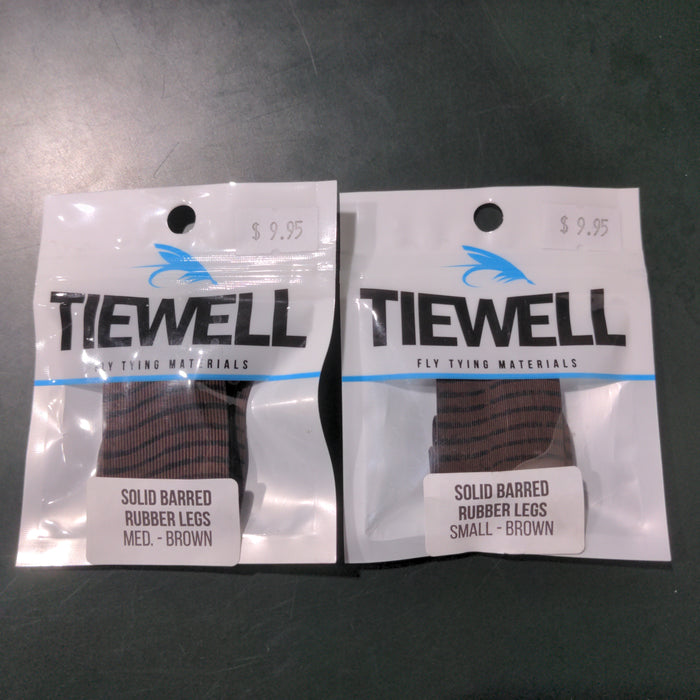 $ 9.95
TIEWELL
FLY TYING MATERIALS
SOLID BARRED
RUBBER LEGS
MED. - BROWN
$ 9.95
TIEWELL
FLY TYING MATERIALS
SOLID BARRED
RUBBER LEGS
SMALL - BROWN